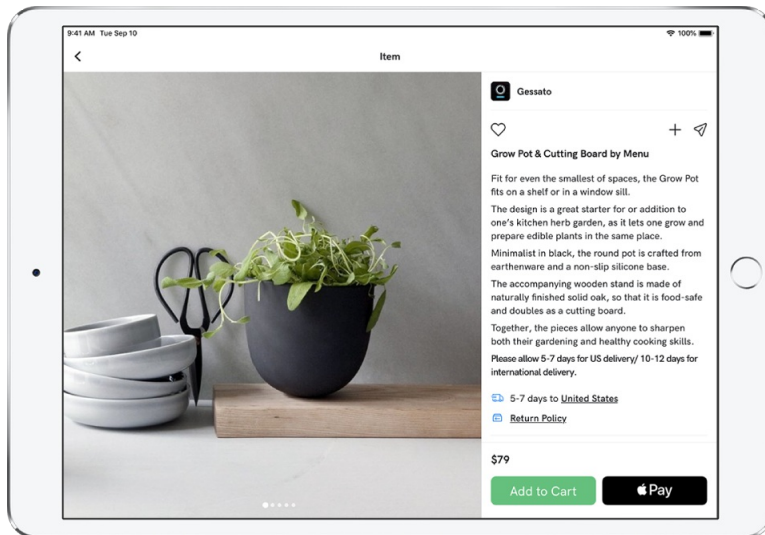 9:41 AM Tue Sep 10
100%
Item
Gessato
Grow Pot & Cutting Board by Menu
Fit for even the smallest of spaces, the Grow Pot
fits on a shelf or in a window sill.
The design is a great starter for or addition to
one's kitchen herb garden, as it lets one grow and
prepare edible plants in the same place.
Minimalist in black, the round pot is crafted from
earthenware and a non-slip silicone base.
The accompanying wooden stand is made of
naturally finished solid oak, so that it is food-safe
and doubles as a cutting board.
Together, the pieces allow anyone to sharpen
both their gardening and healthy cooking skills.
Please allow 5-7 days for US delivery/ 10-12 days for
international delivery.
5-7 days to United States
Return Policy
$79
Add to Cart
Pay